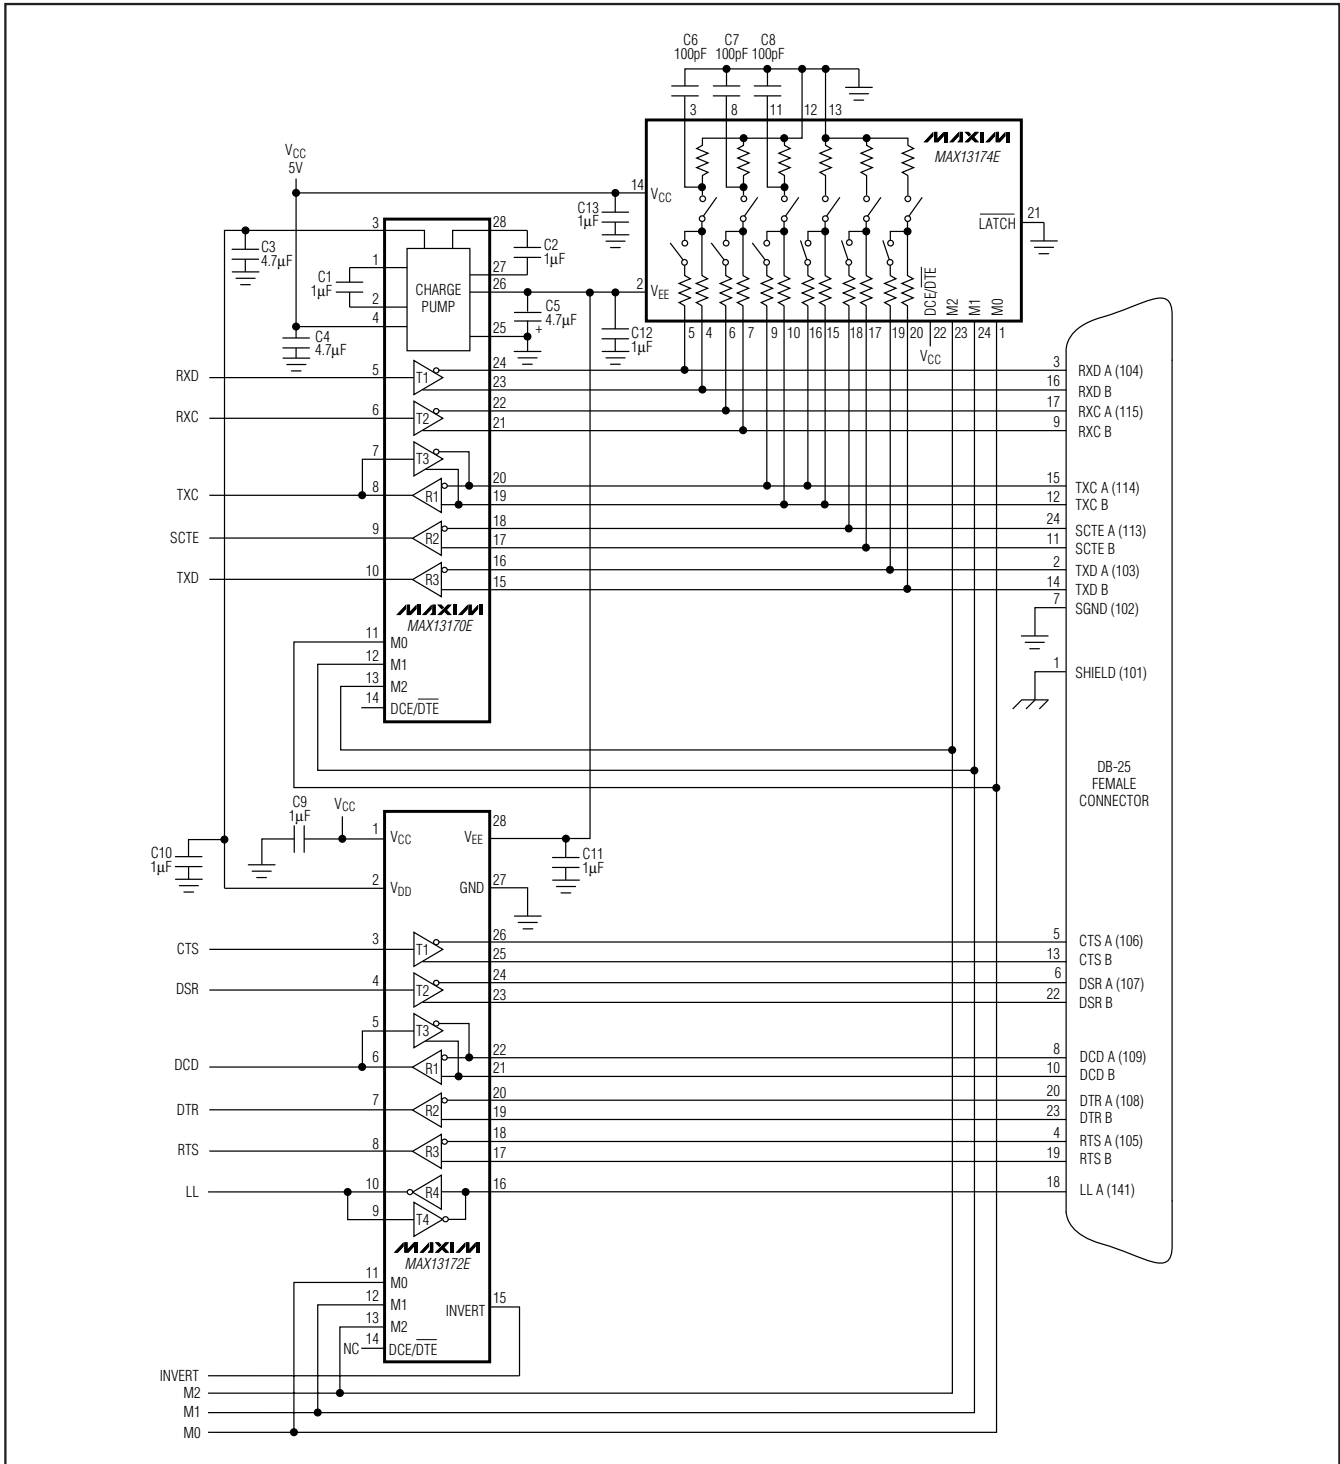 C6 C7 C8
100pF 100pF 100pF
3 8 11 12 13
MAXIM
MAX13174E
VCC
5V
14 VCC
C13
1µF
LATCH 21
3 28
C3
4.7µF
C2
1µF
1 27
C1
1µF
CHARGE
PUMP
26 2 VEE
2
C5
4.7µF
+
4 25
C4
4.7µF
C12
1µF
DCE/DTE M2 M1 M0
5 4 6 7 9 10 16 15 18 17 19 20 22 23 24 1
VCC
RXD 5 T1 24 3 RXD A (104)
23 16 RXD B
RXC 6 T2 22 17 RXC A (115)
21 9 RXC B
7 T3
TXC 8 R1 20 15 TXC A (114)
19 12 TXC B
SCTE 9 R2 18 24 SCTE A (113)
17 11 SCTE B
TXD 10 R3 16 2 TXD A (103)
15 14 TXD B
7 SGND (102)
MAXIM
MAX13170E
11 M0
12 M1
13 M2
14 DCE/DTE
1 SHIELD (101)
DB-25
FEMALE
CONNECTOR
C9
1µF
VCC
1 VCC VEE 28
C10
1µF
C11
1µF
2 VDD GND 27
CTS 3 T1 26 5 CTS A (106)
25 13 CTS B
DSR 4 T2 24 6 DSR A (107)
23 22 DSR B
5 T3
DCD 6 R1 22 8 DCD A (109)
21 10 DCD B
DTR 7 R2 20 20 DTR A (108)
19 23 DTR B
RTS 8 R3 18 4 RTS A (105)
17 19 RTS B
LL 10 R4 16 18 LL A (141)
9 T4
MAXIM
MAX13172E
11 M0
12 M1 INVERT 15
13 M2
NC 14 DCE/DTE
INVERT
M2
M1
M0